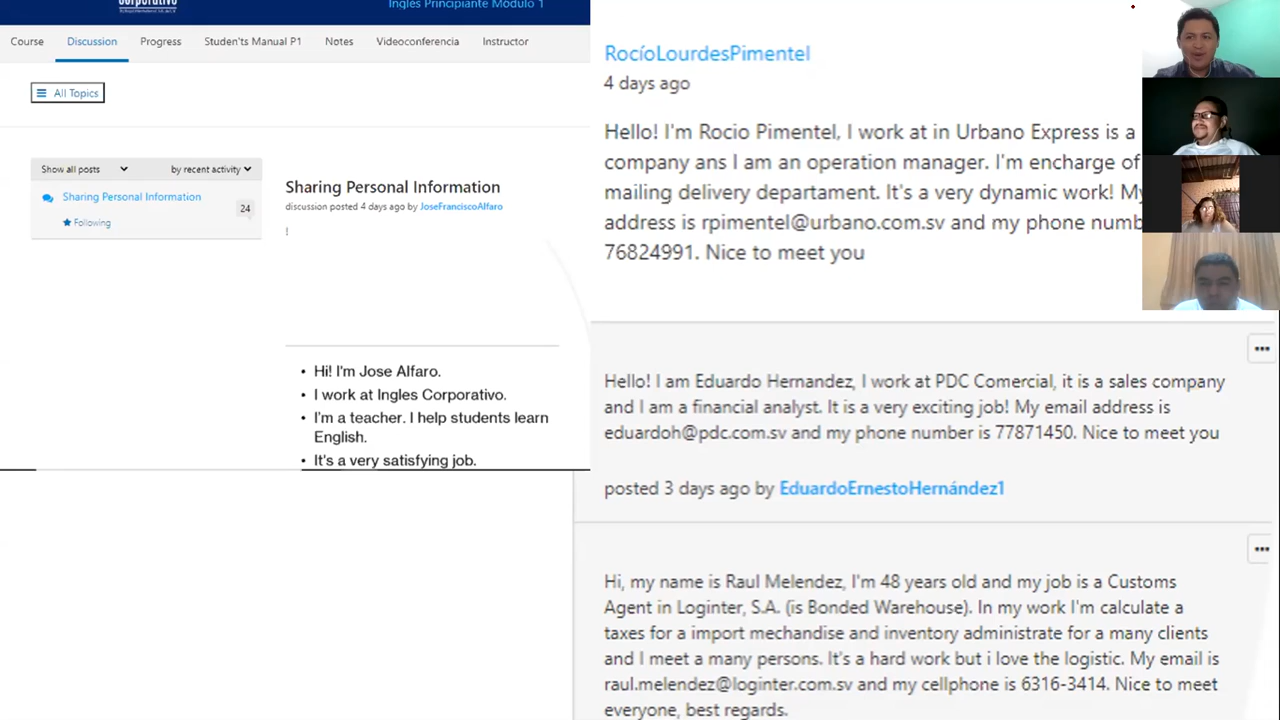 Corporativo
Inglés Principiante Módulo 1
Course
Discussion
Progress
Studen'ts Manual P1
Notes
Videoconferencia
Instructor
All Topics
Show all posts
by recent activity
Sharing Personal Information
24
Following
Sharing Personal Information
discussion posted 4 days ago by JoseFranciscoAlfaro
!
• Hi! I'm Jose Alfaro.
• I work at Ingles Corporativo.
• I'm a teacher. I help students learn
English.
• It's a very satisfying job.
RocíoLourdesPimentel
4 days ago
Hello! I'm Rocio Pimentel, I work at in Urbano Express is a
company ans I am an operation manager. I'm encharge of
mailing delivery departament. It's a very dynamic work! My
address is rpimentel@urbano.com.sv and my phone numb
76824991. Nice to meet you
Hello! I am Eduardo Hernandez, I work at PDC Comercial, it is a sales company
and I am a financial analyst. It is a very exciting job! My email address is
eduardoh@pdc.com.sv and my phone number is 77871450. Nice to meet you
posted 3 days ago by EduardoErnestoHernández1
Hi, my name is Raul Melendez, I'm 48 years old and my job is a Customs
Agent in Loginter, S.A. (is Bonded Warehouse). In my work I'm calculate a
taxes for a import mechandise and inventory administrate for a many clients
and I meet a many persons. It's a hard work but i love the logistic. My email is
raul.melendez@loginter.com.sv and my cellphone is 6316-3414. Nice to meet
everyone, best regards.